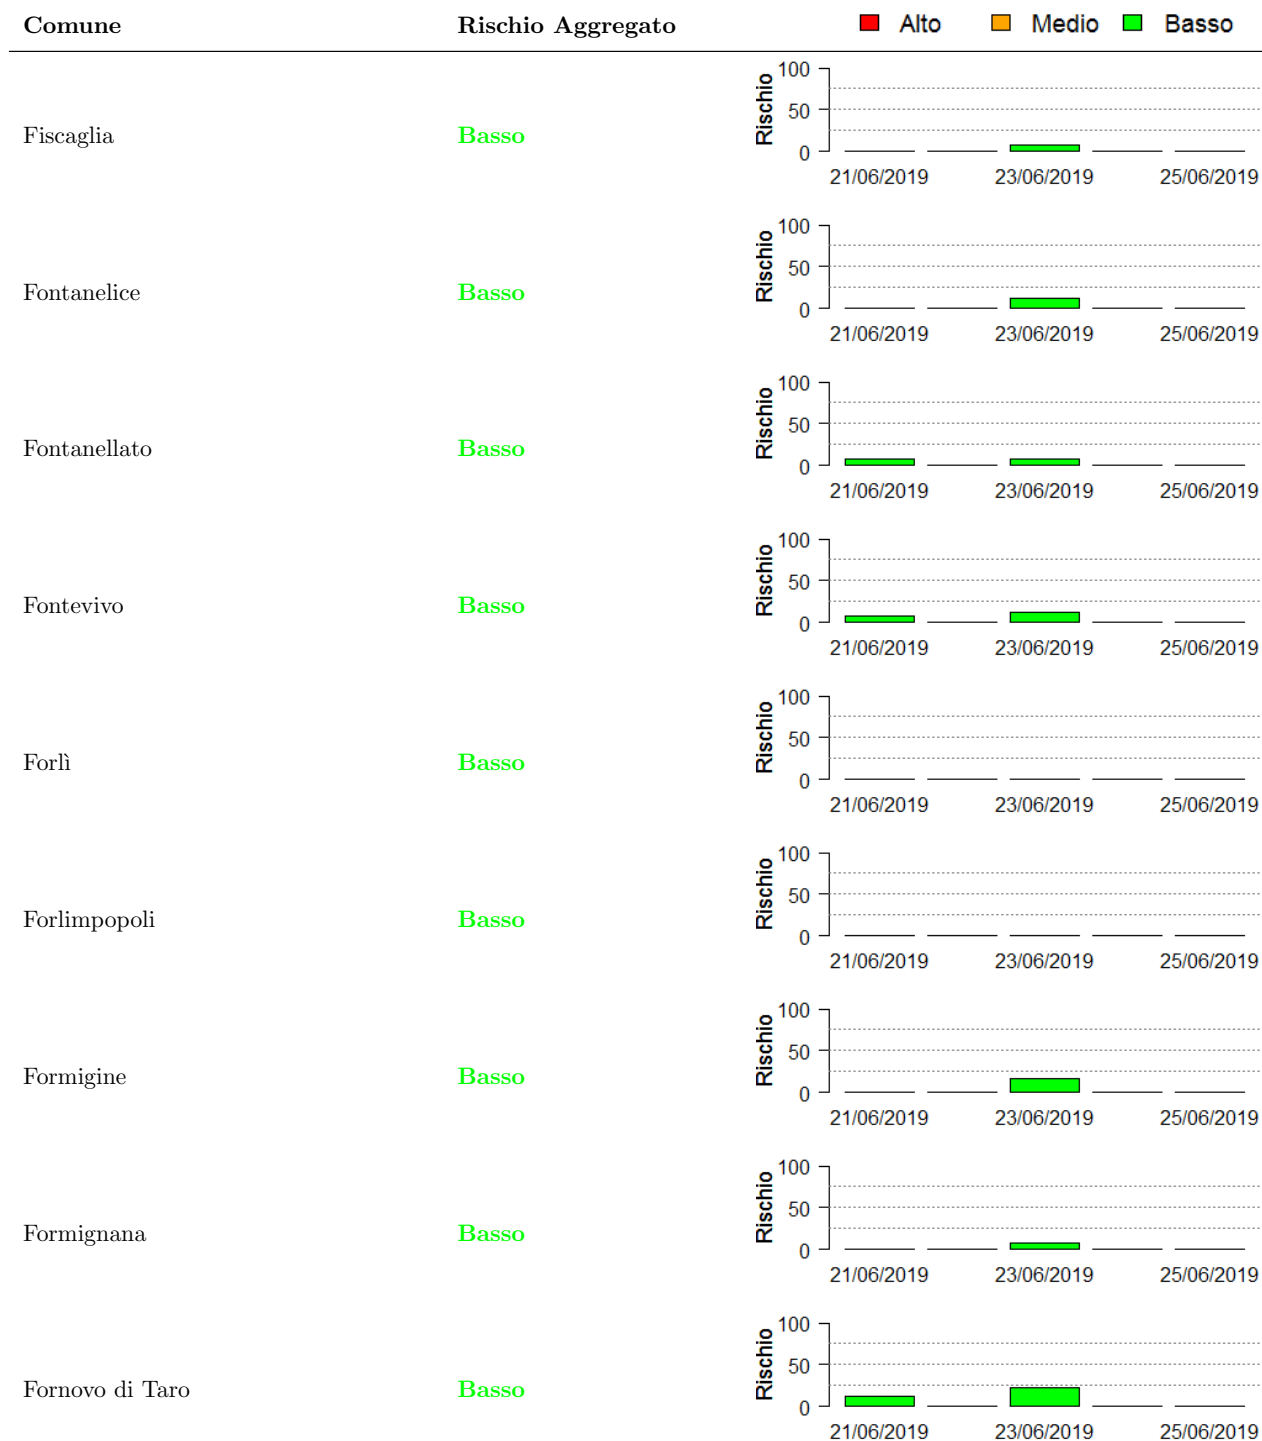 Comune Rischio Aggregato Alto Medio Basso
100
50
0
Rischio
Fiscaglia Basso
21/06/2019 23/06/2019 25/06/2019
100
50
0
Rischio
Fontanelice Basso
21/06/2019 23/06/2019 25/06/2019
100
50
0
Rischio
Fontanellato Basso
21/06/2019 23/06/2019 25/06/2019
100
50
0
Rischio
Fontevivo Basso
21/06/2019 23/06/2019 25/06/2019
100
50
0
Rischio
Forlì Basso
21/06/2019 23/06/2019 25/06/2019
100
50
0
Rischio
Forlimpopoli Basso
21/06/2019 23/06/2019 25/06/2019
100
50
0
Rischio
Formigine Basso
21/06/2019 23/06/2019 25/06/2019
100
50
0
Rischio
Formignana Basso
21/06/2019 23/06/2019 25/06/2019
100
50
0
Rischio
Fornovo di Taro Basso
21/06/2019 23/06/2019 25/06/2019